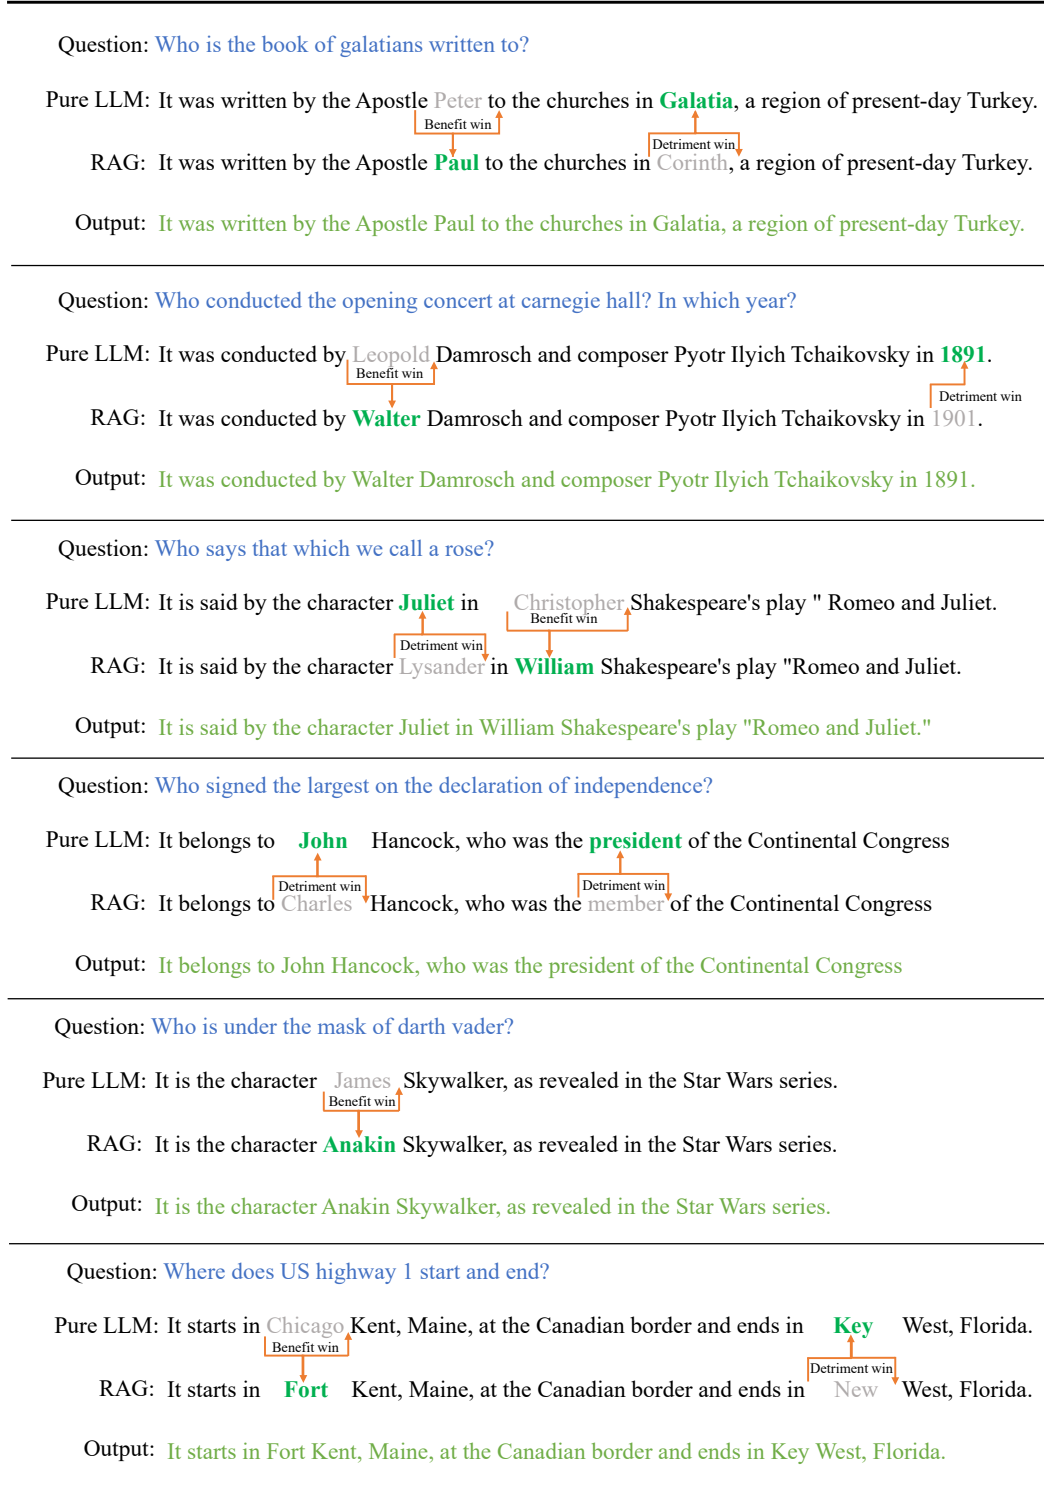 Question: Who is the book of galatians written to?
Pure LLM: It was written by the Apostle Peter to the churches in Galatia, a region of present-day Turkey.
Benefit win
Detriment win
RAG: It was written by the Apostle Paul to the churches in Corinth, a region of present-day Turkey.
Output: It was written by the Apostle Paul to the churches in Galatia, a region of present-day Turkey.
Question: Who conducted the opening concert at carnegie hall? In which year?
Pure LLM: It was conducted by Leopold Damrosch and composer Pyotr Ilyich Tchaikovsky in 1891.
Benefit win
Detriment win
RAG: It was conducted by Walter Damrosch and composer Pyotr Ilyich Tchaikovsky in 1901.
Output: It was conducted by Walter Damrosch and composer Pyotr Ilyich Tchaikovsky in 1891.
Question: Who says that which we call a rose?
Pure LLM: It is said by the character Juliet in Christopher Shakespeare's play " Romeo and Juliet.
Benefit win
Detriment win
RAG: It is said by the character Lysander in William Shakespeare's play "Romeo and Juliet.
Output: It is said by the character Juliet in William Shakespeare's play "Romeo and Juliet."
Question: Who signed the largest on the declaration of independence?
Pure LLM: It belongs to John Hancock, who was the president of the Continental Congress
Detriment win Detriment win
RAG: It belongs to Charles Hancock, who was the member of the Continental Congress
Output: It belongs to John Hancock, who was the president of the Continental Congress
Question: Who is under the mask of darth vader?
Pure LLM: It is the character James Skywalker, as revealed in the Star Wars series.
Benefit win
RAG: It is the character Anakin Skywalker, as revealed in the Star Wars series.
Output: It is the character Anakin Skywalker, as revealed in the Star Wars series.
Question: Where does US highway 1 start and end?
Pure LLM: It starts in Chicago Kent, Maine, at the Canadian border and ends in Key West, Florida.
Benefit win
Detriment win
RAG: It starts in Fort Kent, Maine, at the Canadian border and ends in New West, Florida.
Output: It starts in Fort Kent, Maine, at the Canadian border and ends in Key West, Florida.